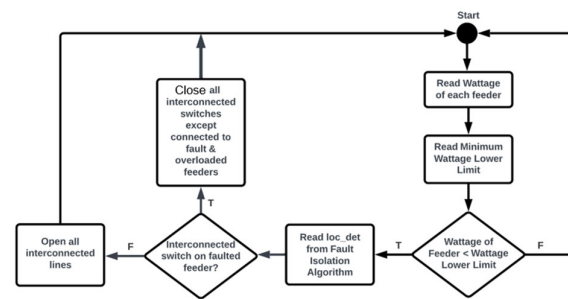 Start
Read Wattage
of each feeder
Read Minimum
Wattage Lower
Limit
Wattage of
Feeder < Wattage
Lower Limit
F
T
Read loc_det
from Fault
Isolation
Algorithm
Interconnected
switch on faulted
feeder?
T
Close all
interconnected
switches
except
connected to
fault &
overloaded
feeders
F
Open all
interconnected
lines